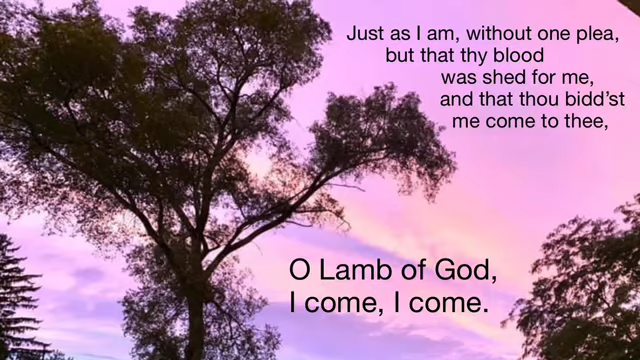 Just as I am, without one plea,
but that thy blood
was shed for me,
and that thou bidd’st
me come to thee,
O Lamb of God,
I come, I come.